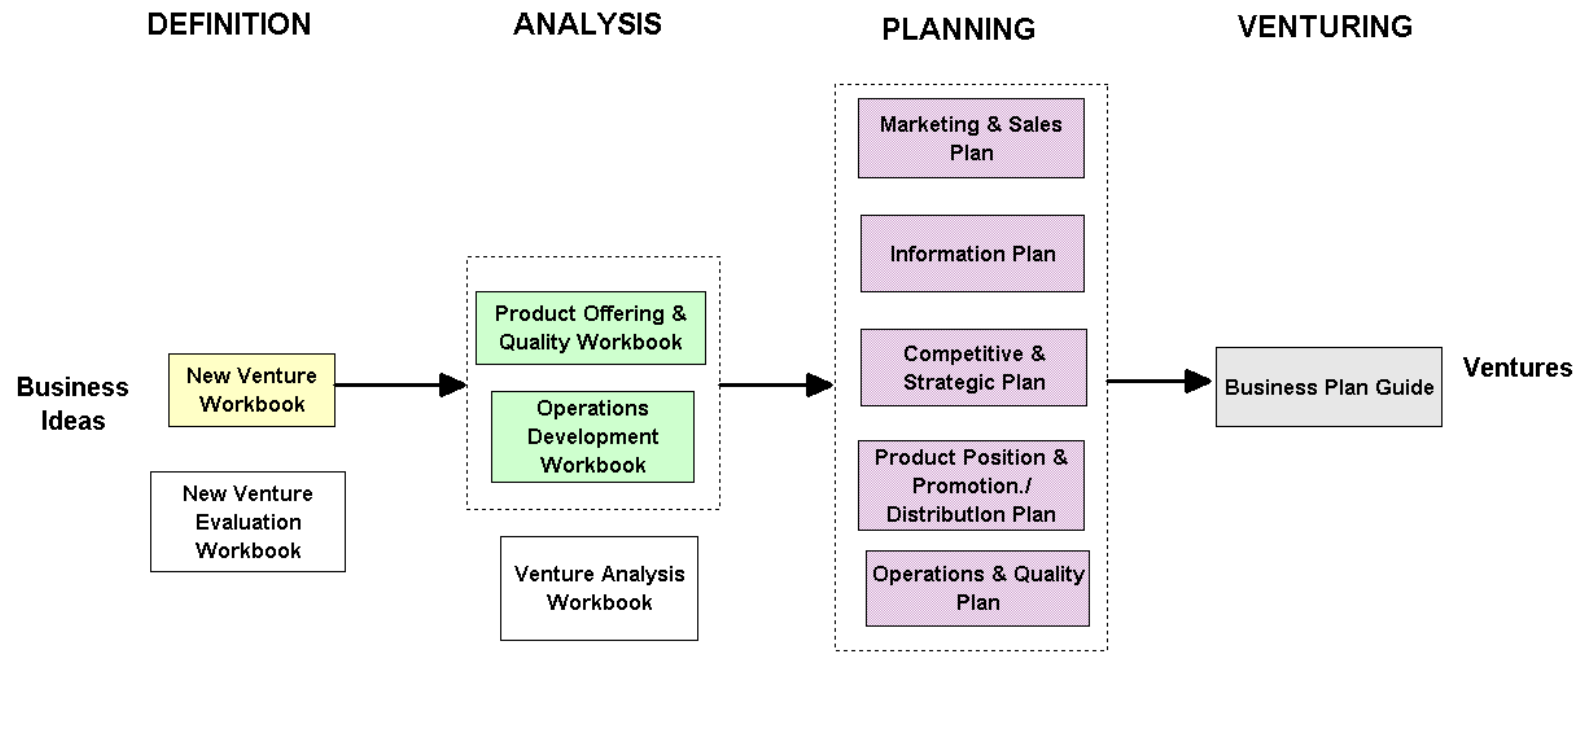 DEFINITION
ANALYSIS
PLANNING
VENTURING
Business
Ideas
New Venture
Workbook
New Venture
Evaluation
Workbook
Product Offering &
Quality Workbook
Operations
Development
Workbook
Venture Analysis
Workbook
Marketing & Sales
Plan
Information Plan
Competitive &
Strategic Plan
Product Position &
Promotion./
DistributIon Plan
Operations & Quality
Plan
Business Plan Guide
Ventures